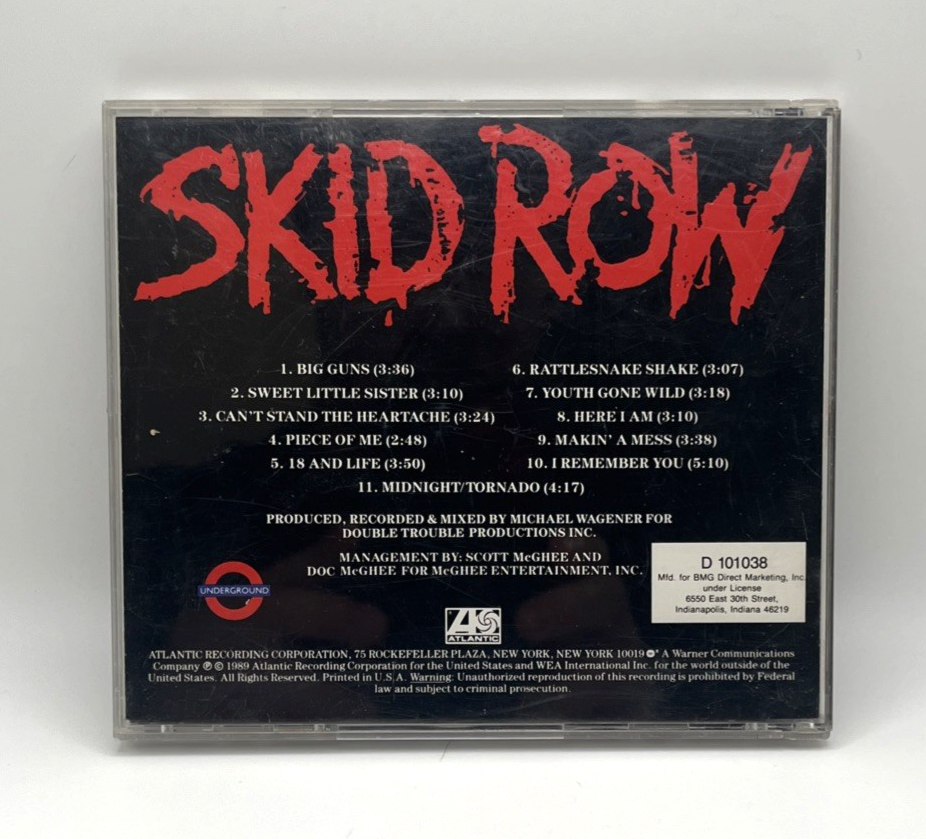 SKID ROW
1. BIG GUNS (3:36)
2. SWEET LITTLE SISTER (3:10)
3. CAN'T STAND THE HEARTACHE (3:24)
4. PIECE OF ME (2:48)
5. 18 AND LIFE (3:50)
6. RATTLESNAKE SHAKE (3:07)
7. YOUTH GONE WILD (3:18)
8. HERE I AM (3:10)
9. MAKIN' A MESS (3:38)
10. I REMEMBER YOU (5:10)
11. MIDNIGHT/TORNADO (4:17)
PRODUCED, RECORDED & MIXED BY MICHAEL WAGENER FOR
DOUBLE TROUBLE PRODUCTIONS INC.
MANAGEMENT BY: SCOTT McGHEE AND
DOC McGHEE FOR McGHEE ENTERTAINMENT, INC.
UNDERGROUND
D 101038
Mfd. for BMG Direct Marketing, Inc.
under License
6550 East 30th Street,
Indianapolis, Indiana 46219
ATLANTIC
ATLANTIC RECORDING CORPORATION, 75 ROCKEFELLER PLAZA, NEW YORK, NEW YORK 10019 A Warner Communications
Company ℗ © 1989 Atlantic Recording Corporation for the United States and WEA International Inc. for the world outside of the
United States. All Rights Reserved. Printed in U.S.A. Warning: Unauthorized reproduction of this recording is prohibited by Federal
law and subject to criminal prosecution.